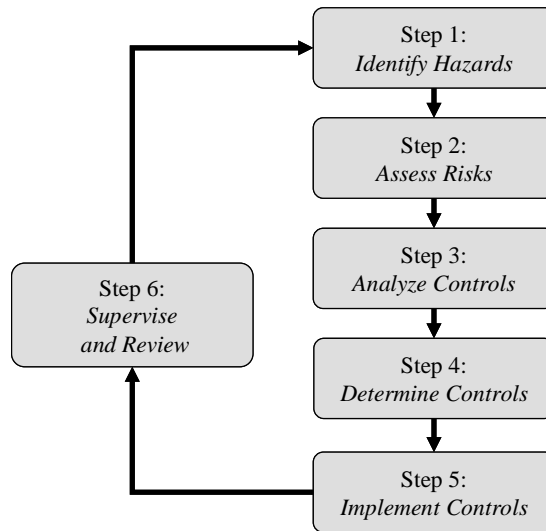 Step 1:
Identify Hazards
Step 2:
Assess Risks
Step 3:
Analyze Controls
Step 4:
Determine Controls
Step 5:
Implement Controls
Step 6:
Supervise
and Review